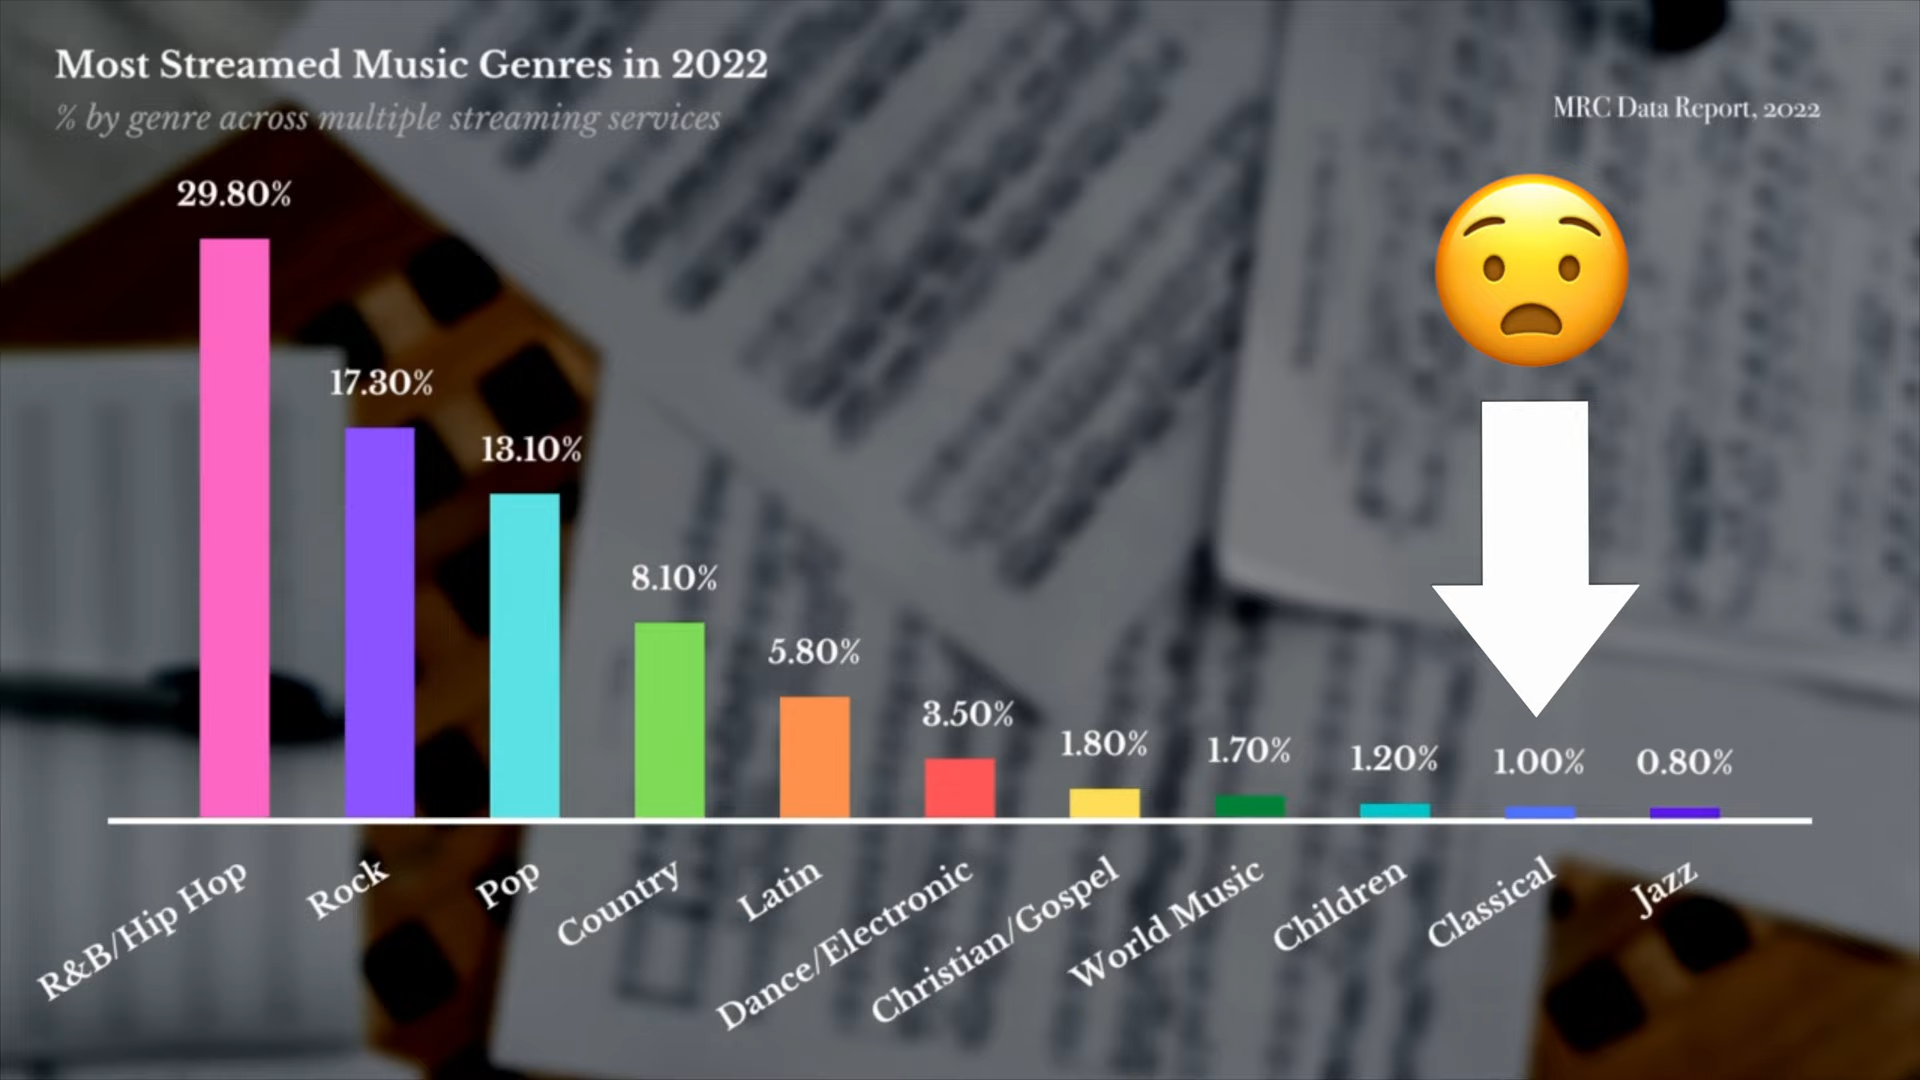 Most Streamed Music Genres in 2022
% by genre across multiple streaming services
MRC Data Report, 2022
29.80%
17.30%
13.10%
8.10%
5.80%
3.50%
1.80%
1.70%
1.20%
1.00%
0.80%
R&B/Hip Hop
Rock
Pop
Country
Latin
Dance/Electronic
Christian/Gospel
World Music
Children
Classical
Jazz